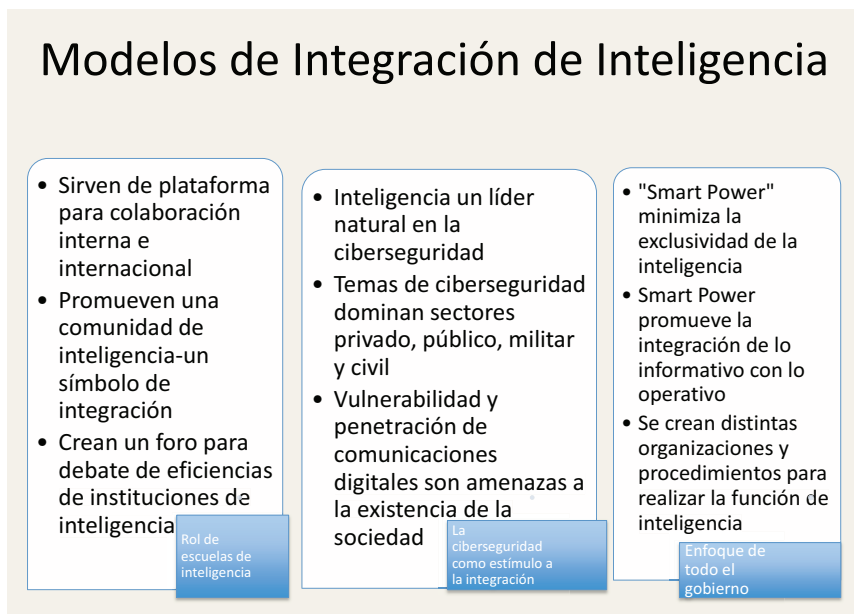 Modelos de Integración de Inteligencia
• Sirven de plataforma
para colaboración
interna e
internacional
• Promueven una
comunidad de
inteligencia-un
símbolo de
integración
• Crean un foro para
debate de eficiencias
de instituciones de
inteligencia
Rol de
escuelas de
inteligencia
• Inteligencia un líder
natural en la
ciberseguridad
• Temas de ciberseguridad
dominan sectores
privado, público, militar
y civil
• Vulnerabilidad y
penetración de
comunicaciones
digitales son amenazas a
la existencia de la
sociedad
La
ciberseguridad
como estímulo a
la integración
• "Smart Power"
minimiza la
exclusividad de la
inteligencia
• Smart Power
promueve la
integración de lo
informativo con lo
operativo
• Se crean distintas
organizaciones y
procedimientos para
realizar la función de
inteligencia
Enfoque de
todo el
gobierno